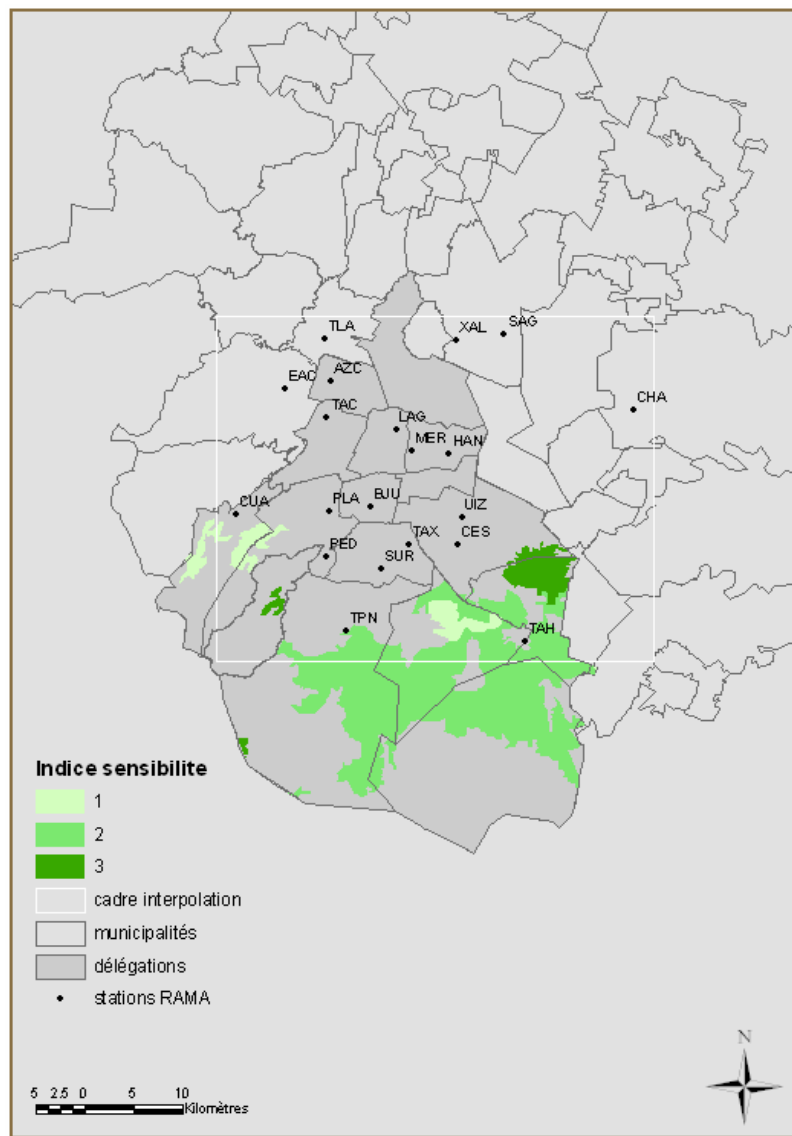 TLA
XAL
SAG
EAC
AZC
CHA
TAC
LAG
MER
HAN
CUA
PLA
BJU
UIZ
PED
TAX
CES
SUR
TPN
TAH
Indice sensibilite
1
2
3
cadre interpolation
municipalités
délégations
stations RAMA
N
5 2.5 0 5 10
Kilomètres